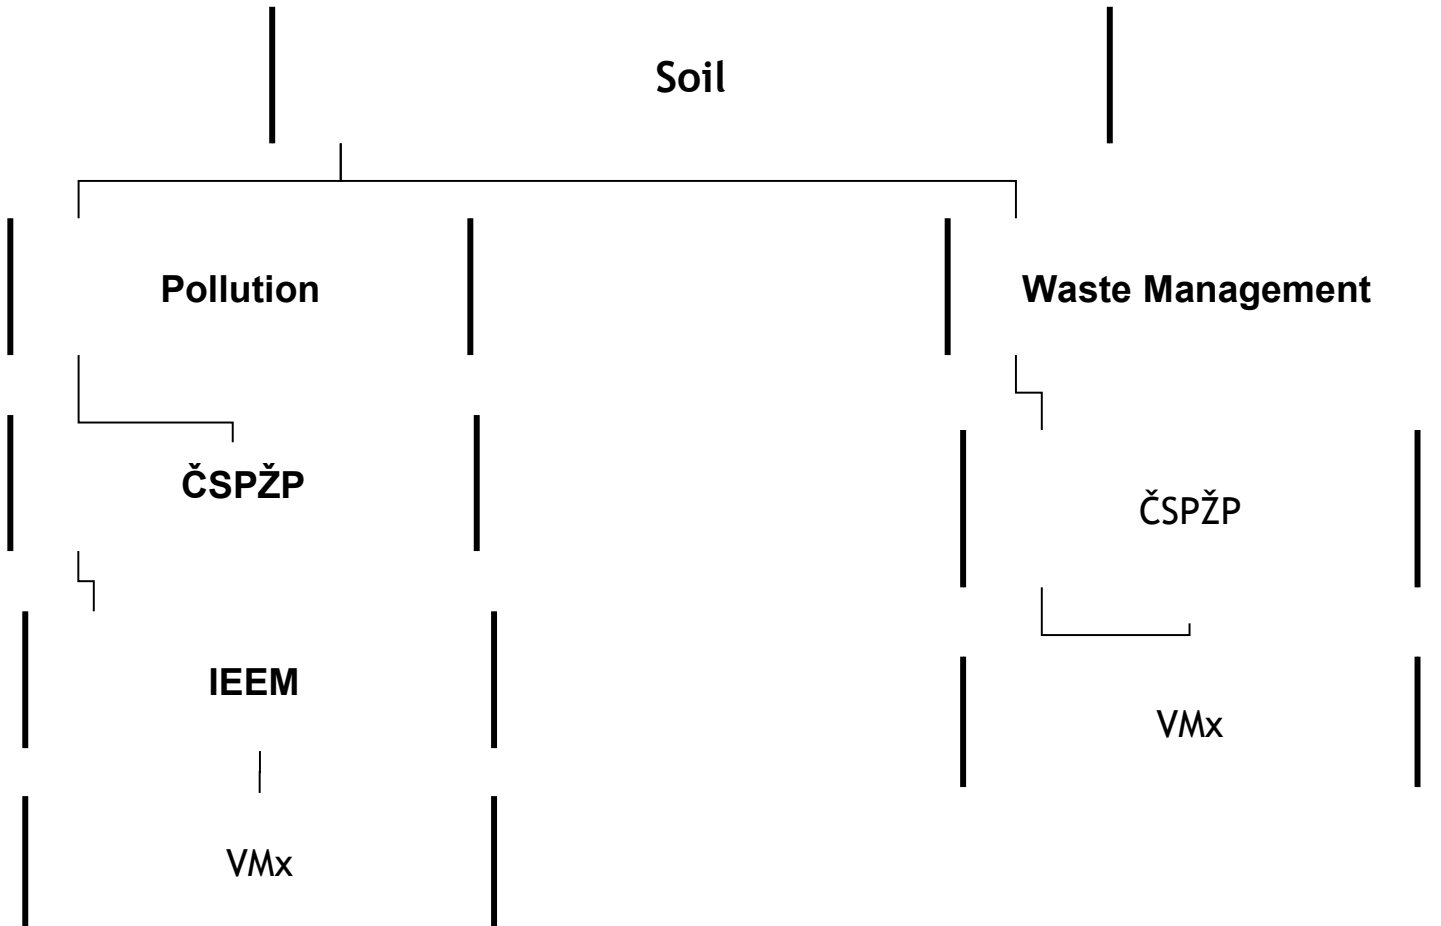 Soil
Pollution
Waste Management
ČSPŽP
ČSPŽP
IEEM
VMx
VMx